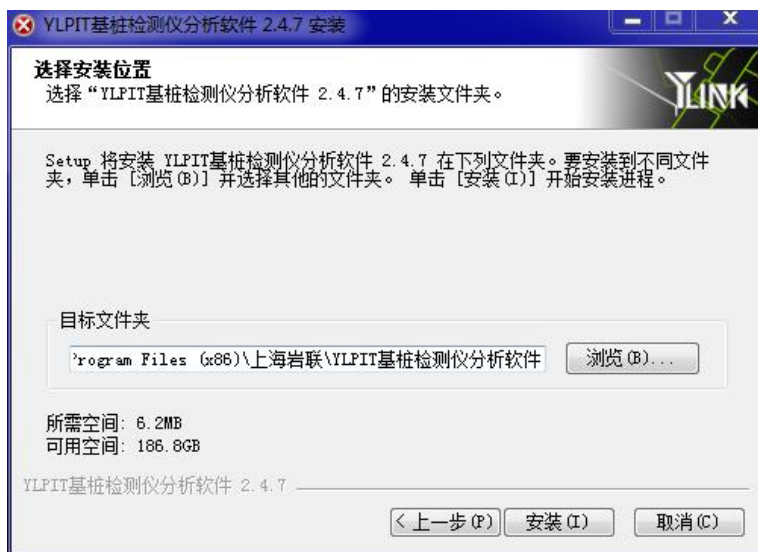 YLPIT基桩检测仪分析软件 2.4.7 安装
选择安装位置
选择“YLPIT基桩检测仪分析软件 2.4.7”的安装文件夹。
YLINK
Setup 将安装 YLPIT基桩检测仪分析软件 2.4.7 在下列文件夹。要安装到不同文件
夹，单击 [浏览(B)] 并选择其他的文件夹。 单击 [安装(I)] 开始安装进程。
目标文件夹
Program Files (x86)\上海岩联\YLPIT基桩检测仪分析软件
浏览(B)...
所需空间: 6.2MB
可用空间: 186.8GB
YLPIT基桩检测仪分析软件 2.4.7
< 上一步(P)
安装(I)
取消(C)